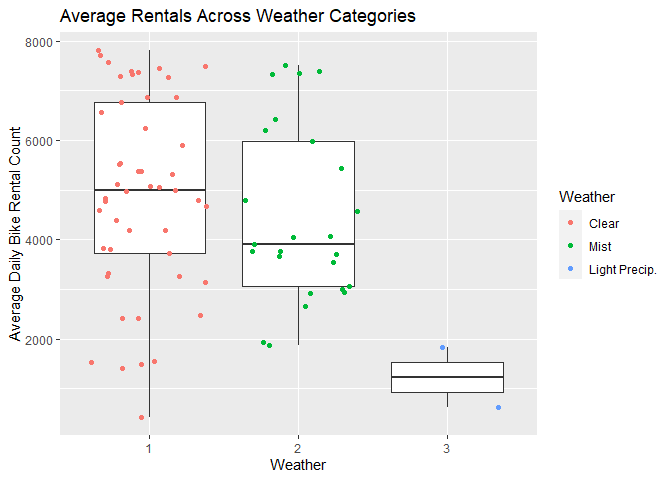 Average Rentals Across Weather Categories
Average Daily Bike Rental Count
8000
6000
4000
2000
1 2 3
Weather
Weather
Clear
Mist
Light Precip.